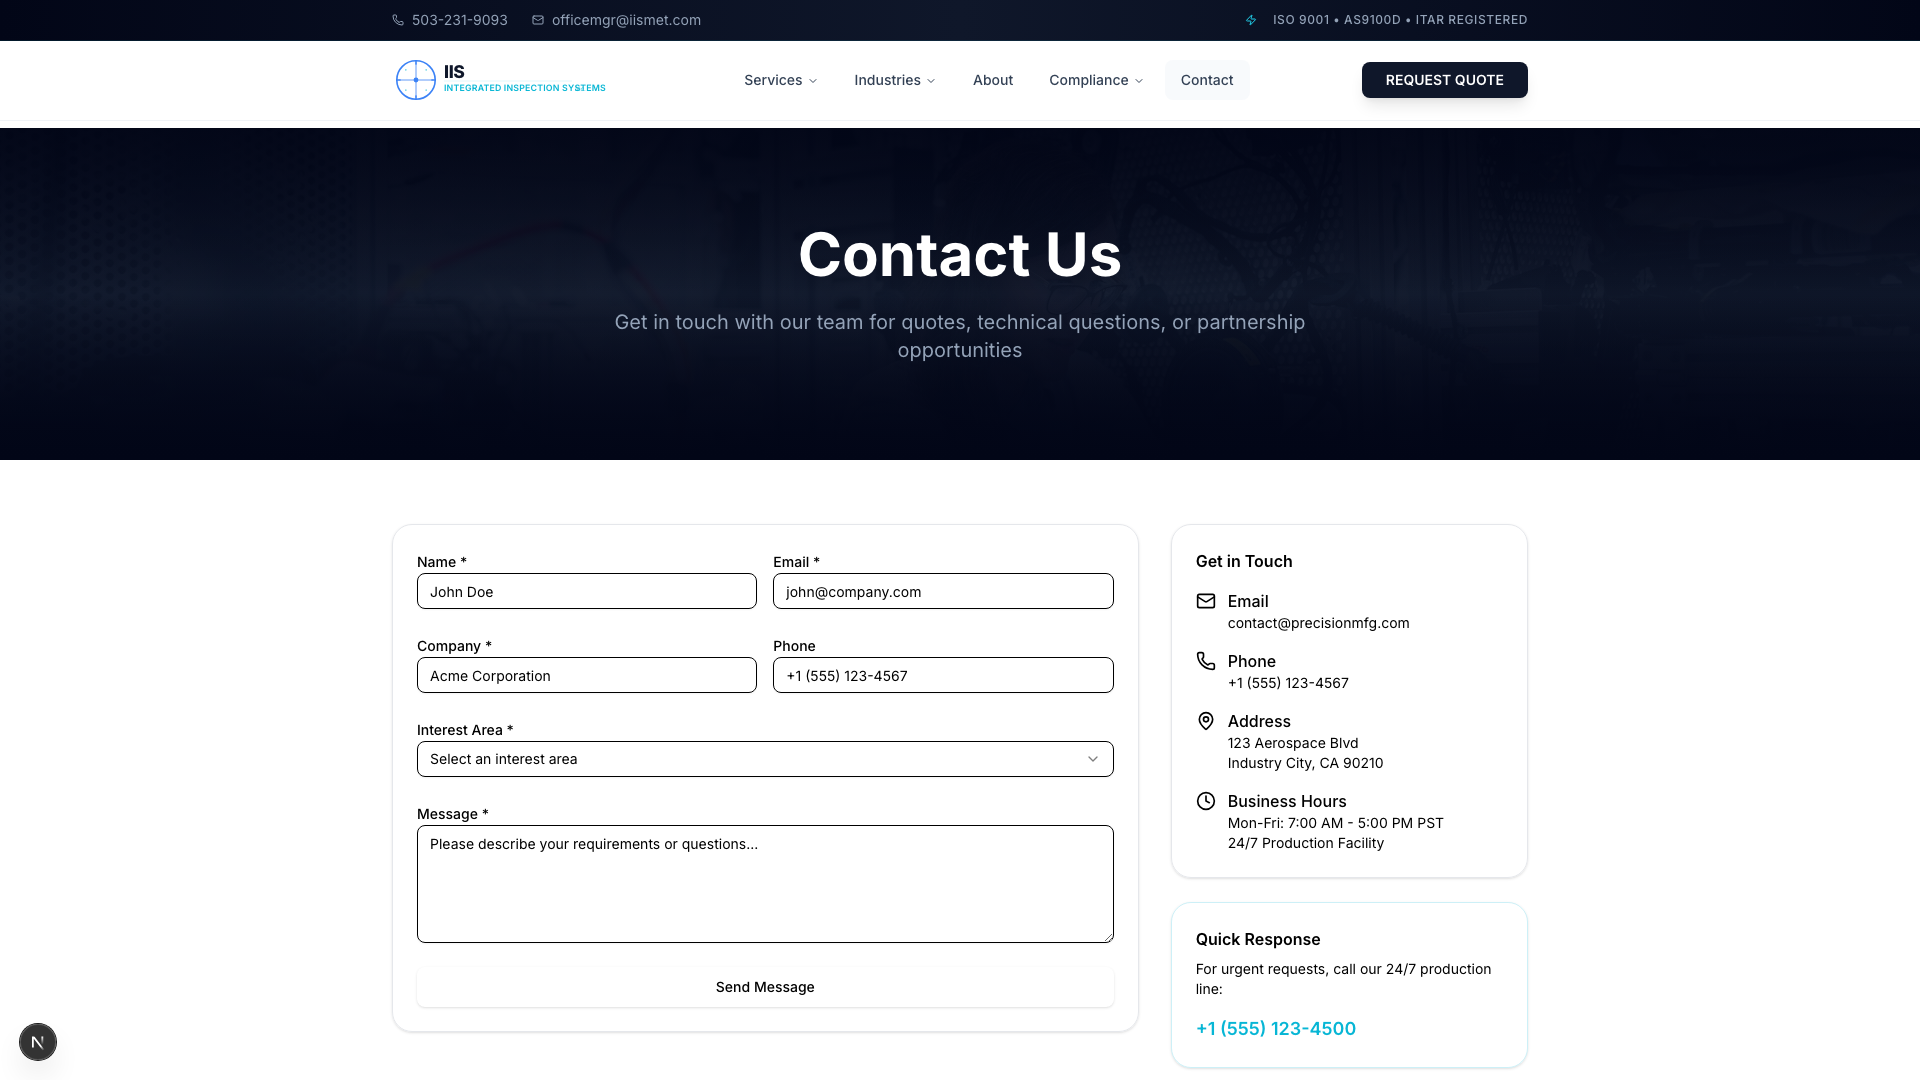 503-231-9093
officemgr@iismet.com
ISO 9001 • AS9100D • ITAR REGISTERED
IIS
INTEGRATED INSPECTION SYSTEMS
Services
Industries
About
Compliance
Contact
REQUEST QUOTE
Contact Us
Get in touch with our team for quotes, technical questions, or partnership
opportunities
Name *
Email *
John Doe
john@company.com
Company *
Phone
Acme Corporation
+1 (555) 123-4567
Interest Area *
Select an interest area
Message *
Please describe your requirements or questions...
Send Message
Get in Touch
Email
contact@precisionmfg.com
Phone
+1 (555) 123-4567
Address
123 Aerospace Blvd
Industry City, CA 90210
Business Hours
Mon-Fri: 7:00 AM - 5:00 PM PST
24/7 Production Facility
Quick Response
For urgent requests, call our 24/7 production
line:
+1 (555) 123-4500
N